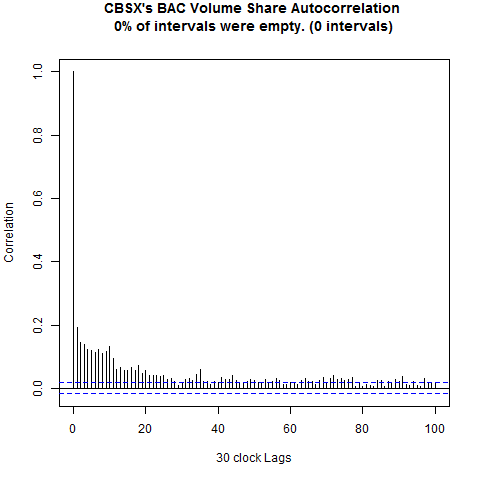 CBSX's BAC Volume Share Autocorrelation
0% of intervals were empty. (0 intervals)
Correlation
1.0
0.8
0.6
0.4
0.2
0.0
0 20 40 60 80 100
30 clock Lags